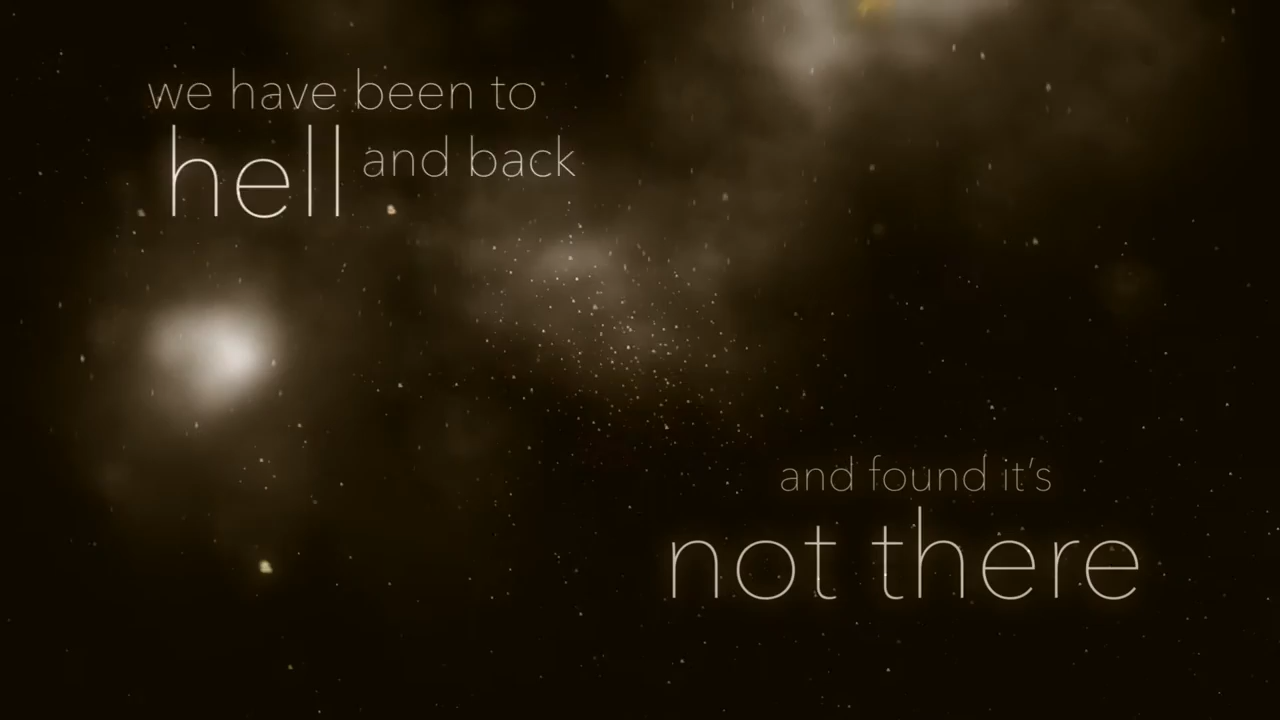 we have been to
hell and back
and found it's
not there